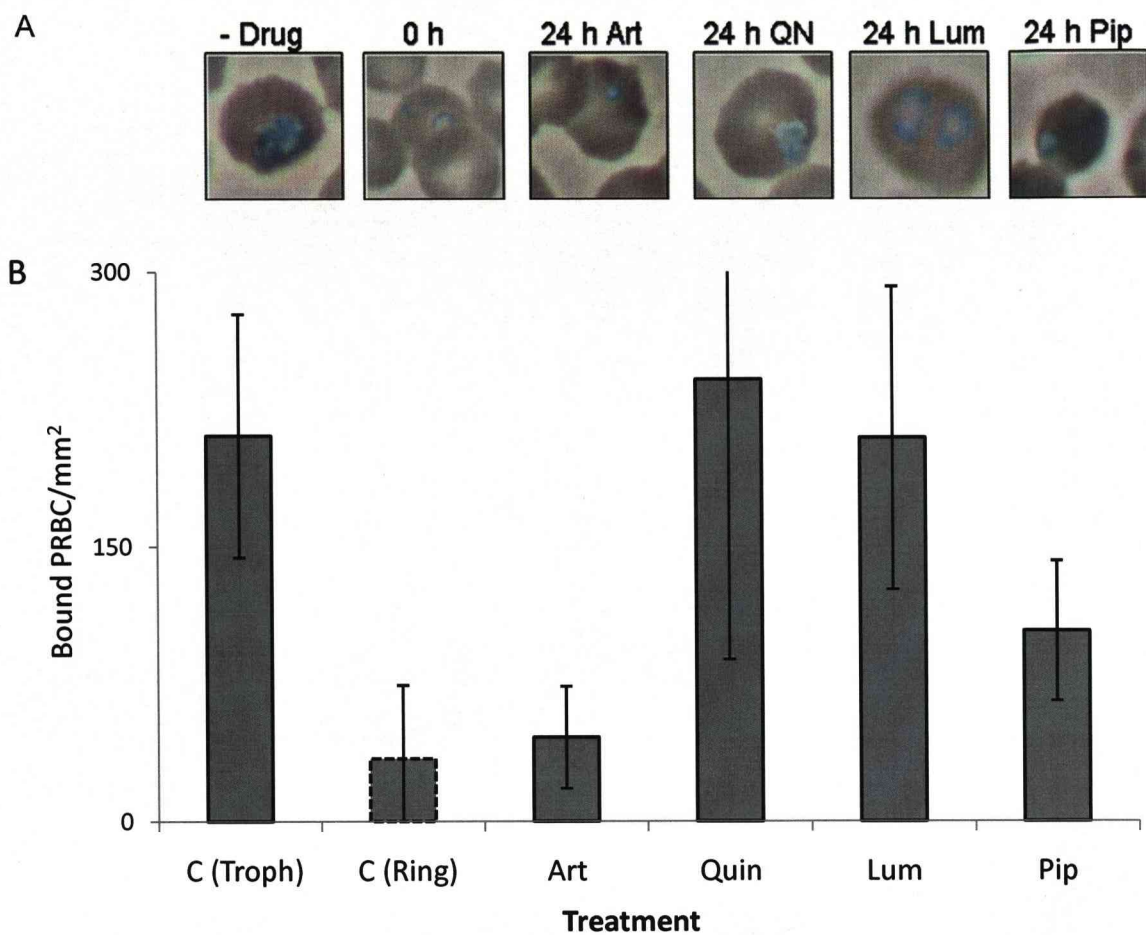 A
- Drug 0 h 24 h Art 24 h QN 24 h Lum 24 h Pip
B
300
150
0
Bound PRBC/mm²
C (Troph) C (Ring) Art Quin Lum Pip
Treatment